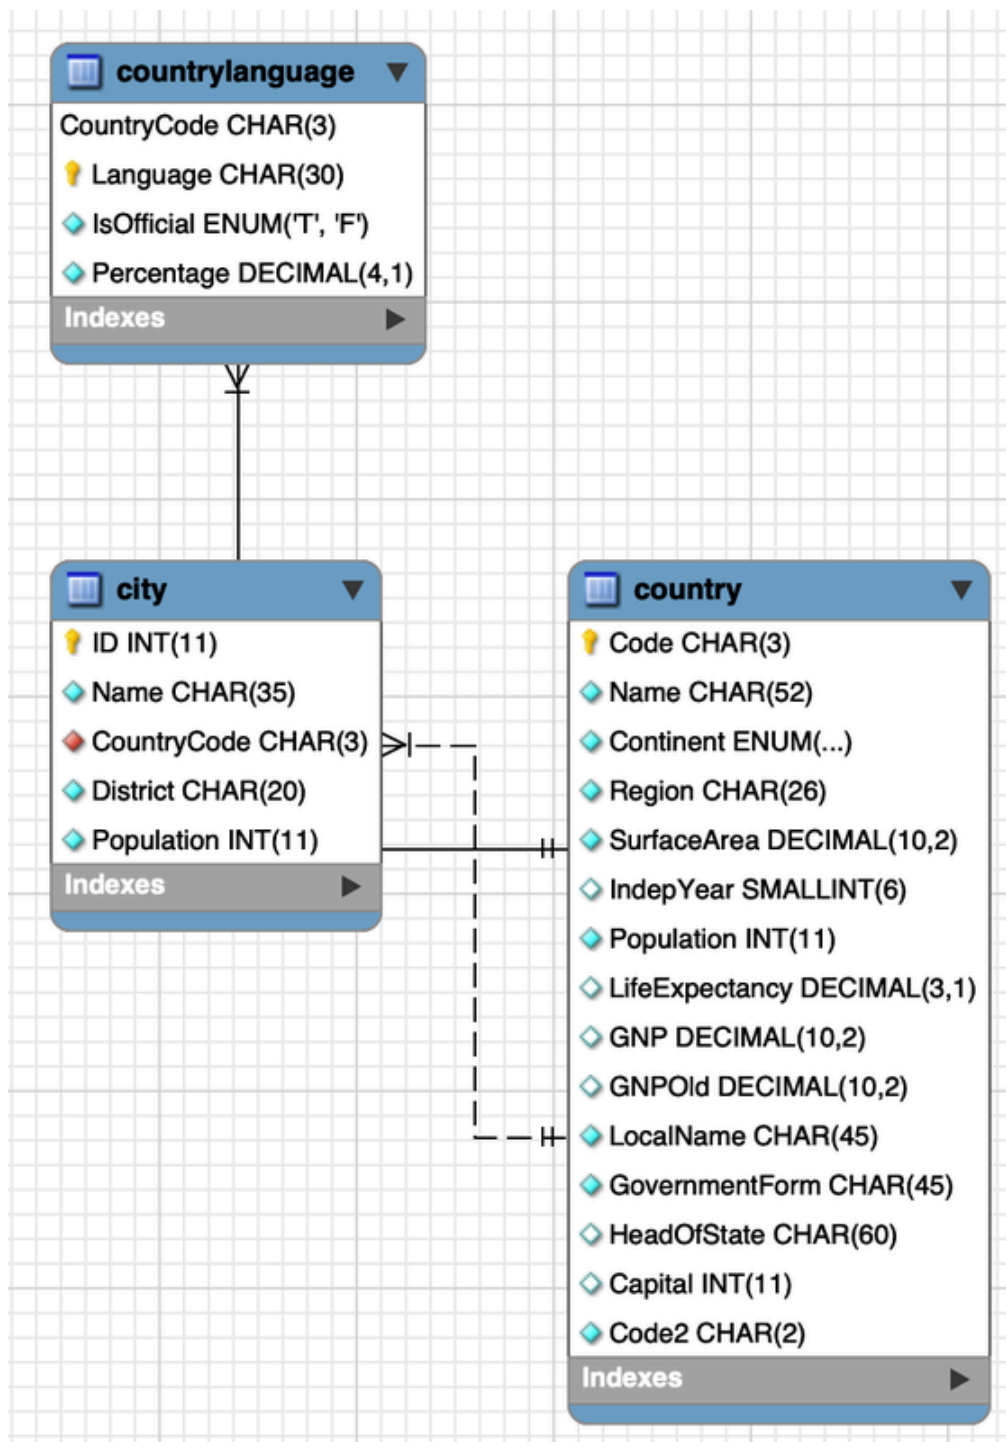 countrylanguage
CountryCode CHAR(3)
Language CHAR(30)
IsOfficial ENUM('T', 'F')
Percentage DECIMAL(4,1)
Indexes
city
ID INT(11)
Name CHAR(35)
CountryCode CHAR(3)
District CHAR(20)
Population INT(11)
Indexes
country
Code CHAR(3)
Name CHAR(52)
Continent ENUM(...)
Region CHAR(26)
SurfaceArea DECIMAL(10,2)
IndepYear SMALLINT(6)
Population INT(11)
LifeExpectancy DECIMAL(3,1)
GNP DECIMAL(10,2)
GNPOld DECIMAL(10,2)
LocalName CHAR(45)
GovernmentForm CHAR(45)
HeadOfState CHAR(60)
Capital INT(11)
Code2 CHAR(2)
Indexes